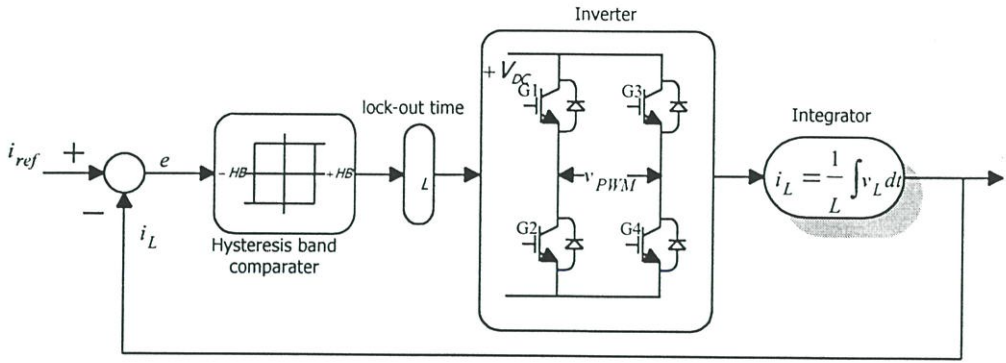 Inverter
+ V_DC
G1
G3
lock-out time
Integrator
i_ref
+
e
- HB
+ HB
L
v_PWM
i_L = 1/L ∫ v_L dt
−
i_L
G2
G4
Hysteresis band
comparater